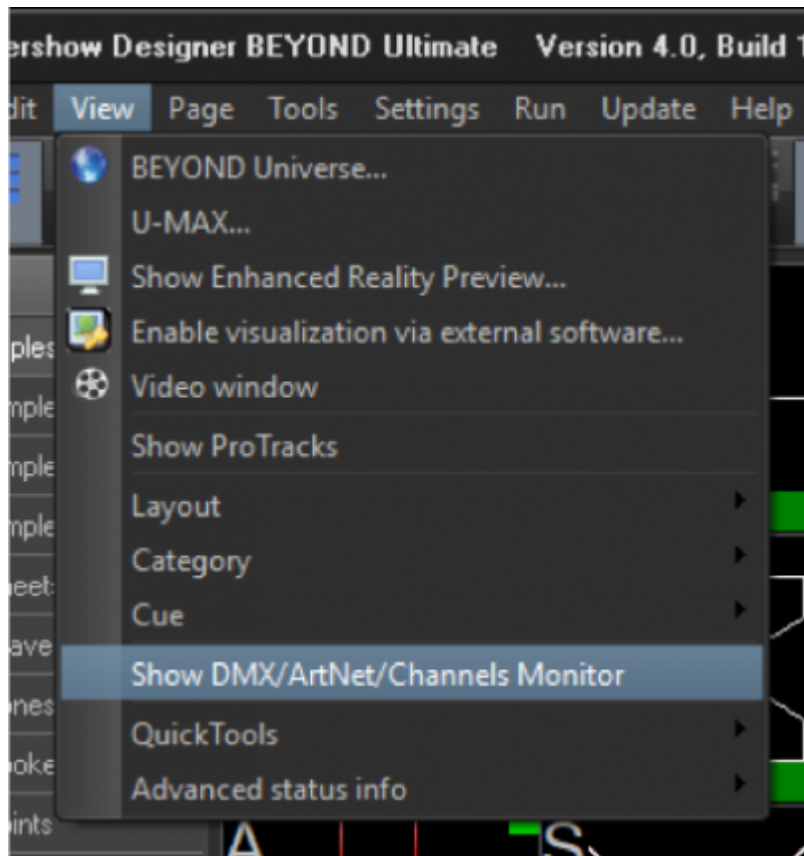 ershow Designer BEYOND Ultimate Version 4.0, Build 1
dit View Page Tools Settings Run Update Help
BEYOND Universe...
U-MAX...
Show Enhanced Reality Preview...
Enable visualization via external software...
ples
Video window
mple
Show ProTracks
mple
Layout
mple
Category
eet
Cue
ave
Show DMX/ArtNet/Channels Monitor
nes
QuickTools
oke
Advanced status info
ints
A S